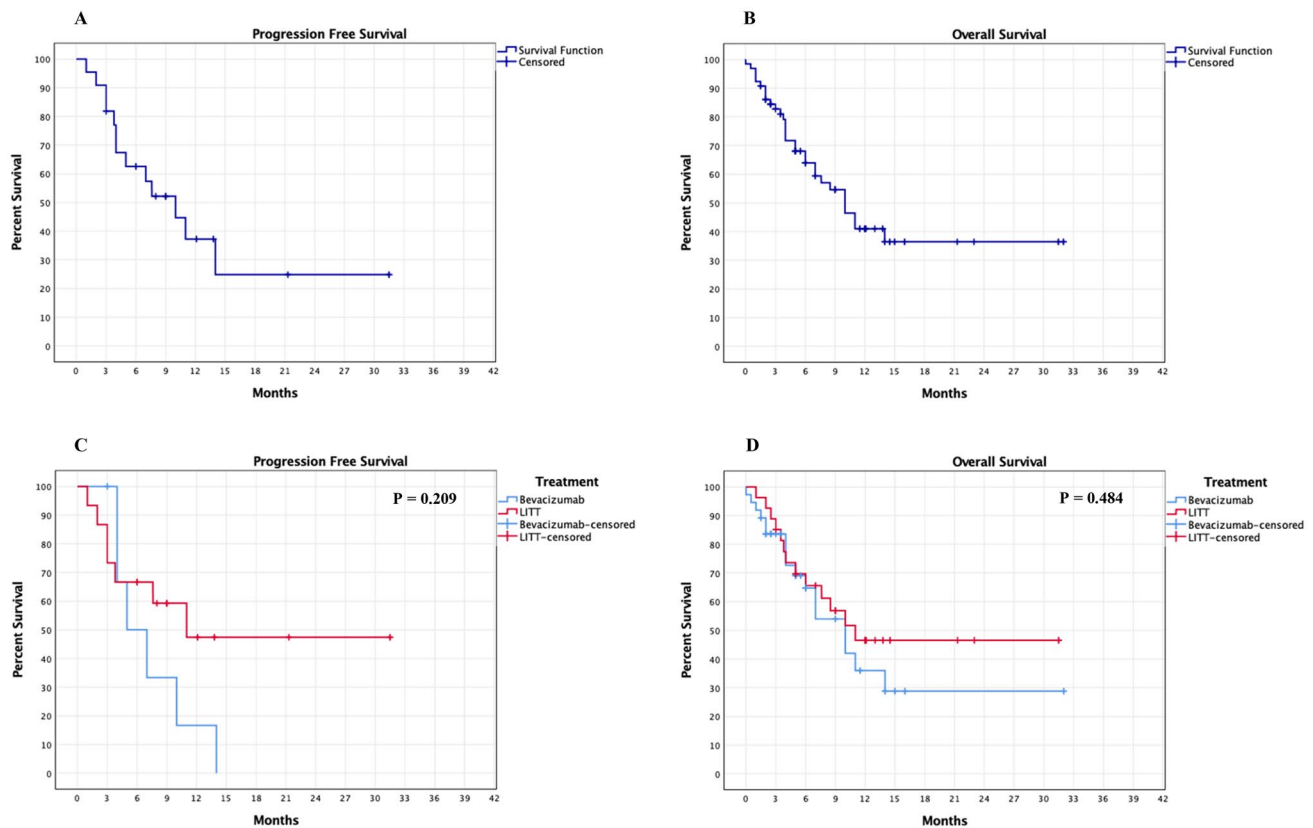 A
Progression Free Survival
Survival Function
Censored
Percent Survival
100
90
80
70
60
50
40
30
20
10
0
0 3 6 9 12 15 18 21 24 27 30 33 36 39 42
Months
B
Overall Survival
Survival Function
Censored
Percent Survival
100
90
80
70
60
50
40
30
20
10
0
0 3 6 9 12 15 18 21 24 27 30 33 36 39 42
Months
C
Progression Free Survival
P = 0.209
Treatment
Bevacizumab
LITT
Bevacizumab-censored
LITT-censored
Percent Survival
100
90
80
70
60
50
40
30
20
10
0
0 3 6 9 12 15 18 21 24 27 30 33 36 39 42
Months
D
Overall Survival
P = 0.484
Treatment
Bevacizumab
LITT
Bevacizumab-censored
LITT-censored
Percent Survival
100
90
80
70
60
50
40
30
20
10
0
0 3 6 9 12 15 18 21 24 27 30 33 36 39 42
Months